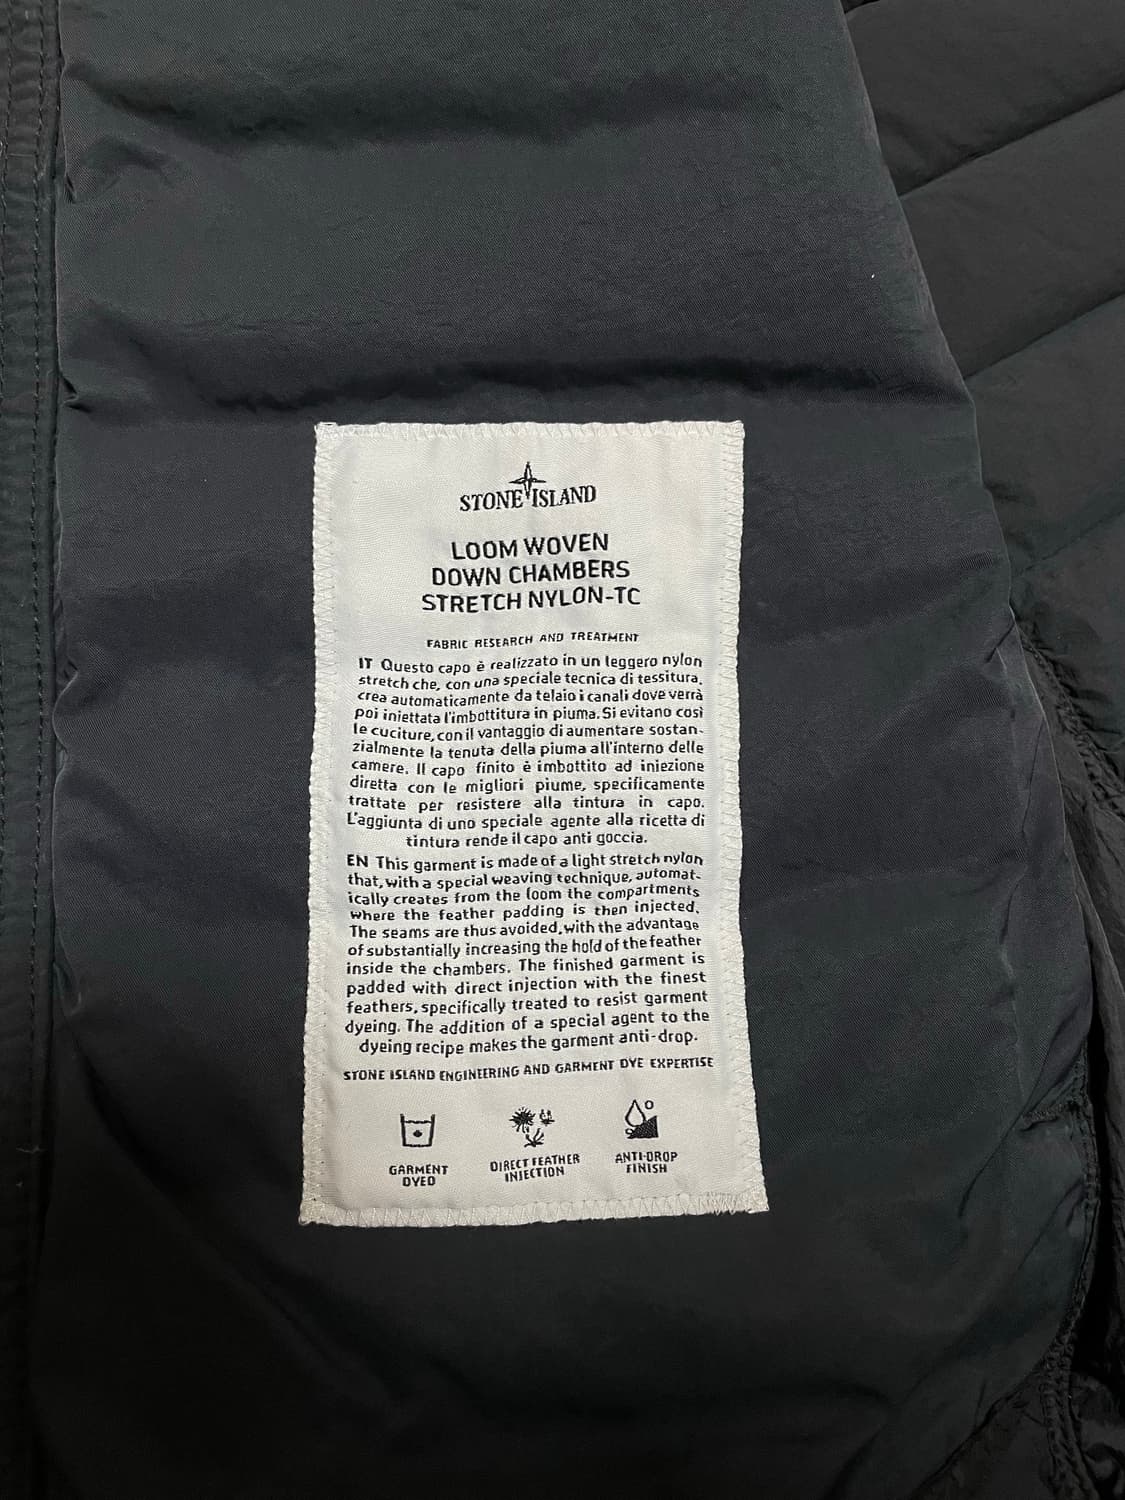 STONE ISLAND
LOOM WOVEN
DOWN CHAMBERS
STRETCH NYLON-TC
FABRIC RESEARCH AND TREATMENT
IT Questo capo è realizzato in un leggero nylon
stretch che, con una speciale tecnica di tessitura,
crea automaticamente da telaio i canali dove verrà
poi iniettata l'imbottitura in piuma. Si evitano così
le cuciture, con il vantaggio di aumentare sostan-
zialmente la tenuta della piuma all'interno delle
camere. Il capo finito è imbottito ad iniezione
diretta con le migliori piume, specificamente
trattate per resistere alla tintura in capo.
L'aggiunta di uno speciale agente alla ricetta di
tintura rende il capo anti goccia.
EN This garment is made of a light stretch nylon
that, with a special weaving technique, automat-
ically creates from the loom the compartments
where the feather padding is then injected.
The seams are thus avoided, with the advantage
of substantially increasing the hold of the feather
inside the chambers. The finished garment is
padded with direct injection with the finest
feathers, specifically treated to resist garment
dyeing. The addition of a special agent to the
dyeing recipe makes the garment anti-drop.
STONE ISLAND ENGINEERING AND GARMENT DYE EXPERTISE
GARMENT
DYED
DIRECT FEATHER
INJECTION
ANTI-DROP
FINISH